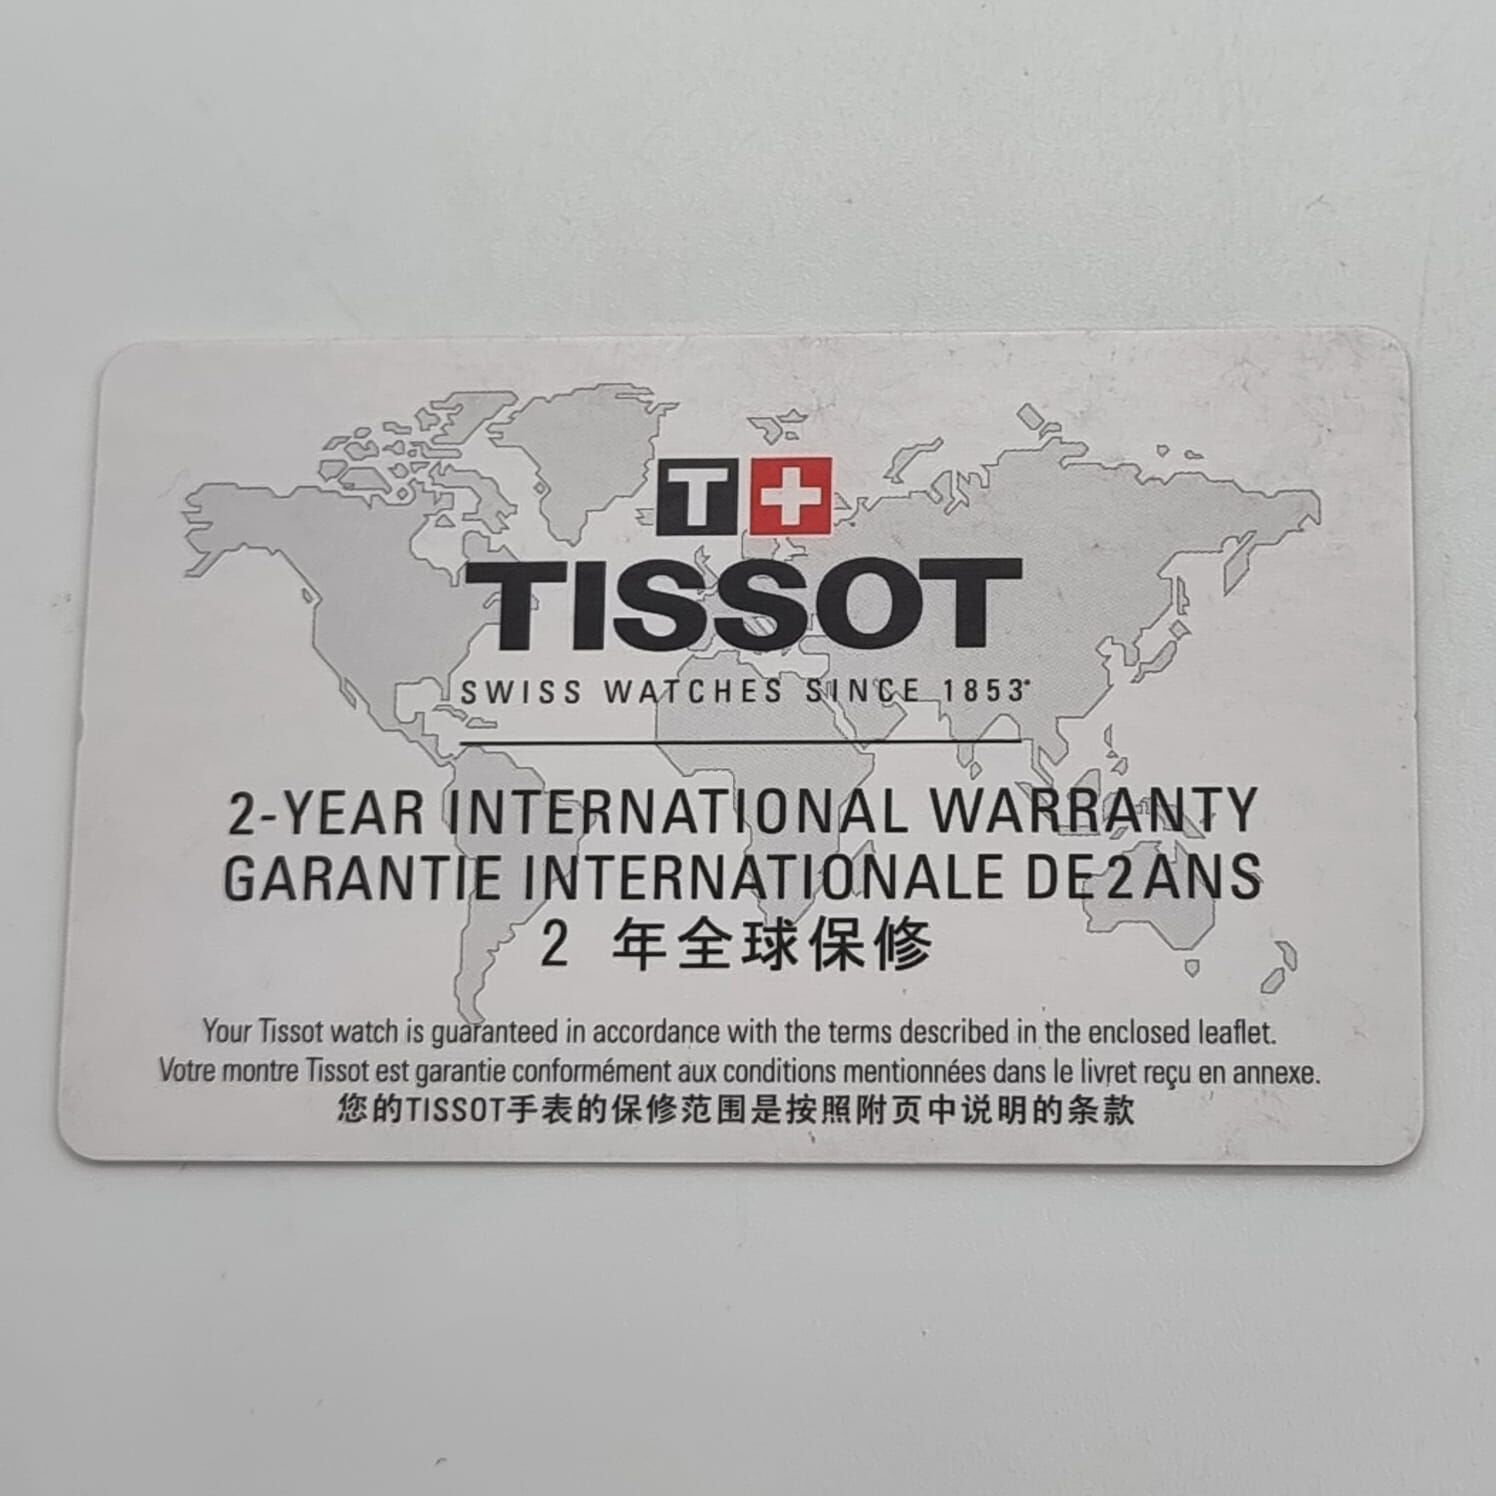 T
TISSOT
SWISS WATCHES SINCE 1853
2-YEAR INTERNATIONAL WARRANTY
GARANTIE INTERNATIONALE DE 2 ANS
2 年全球保修
Your Tissot watch is guaranteed in accordance with the terms described in the enclosed leaflet.
Votre montre Tissot est garantie conformément aux conditions mentionnées dans le livret reçu en annexe.
您的TISSOT手表的保修范围是按照附页中说明的条款